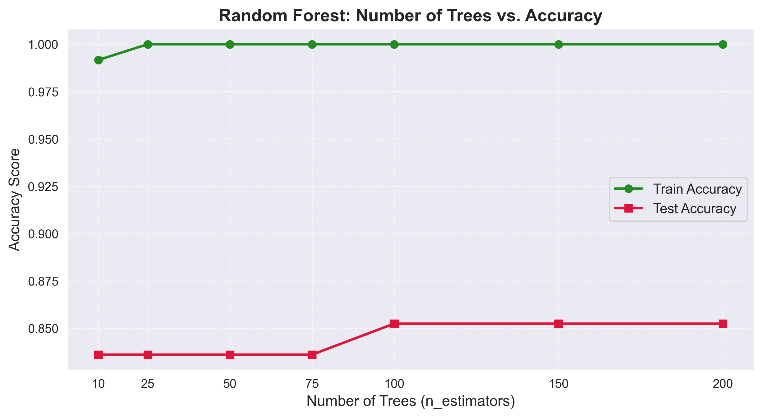 Random Forest: Number of Trees vs. Accuracy
1.000
0.975
0.950
0.925
0.900
0.875
0.850
Accuracy Score
Train Accuracy
Test Accuracy
10 25 50 75 100 150 200
Number of Trees (n_estimators)